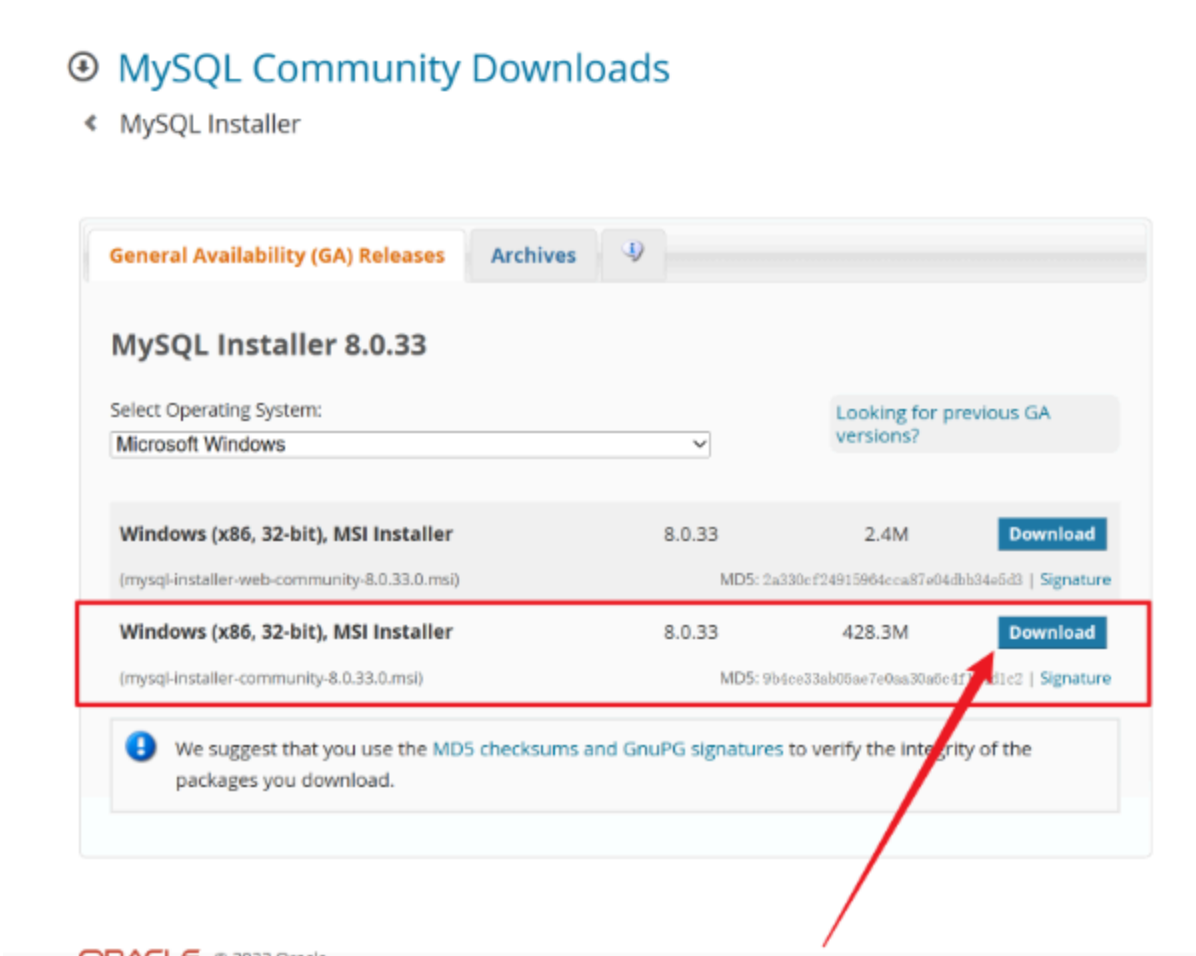 MySQL Community Downloads
MySQL Installer
General Availability (GA) Releases Archives
MySQL Installer 8.0.33
Select Operating System:
Looking for previous GA
versions?
Microsoft Windows
Windows (x86, 32-bit), MSI Installer 8.0.33 2.4M Download
(mysql-installer-web-community-8.0.33.0.msi) MD5: | Signature
Windows (x86, 32-bit), MSI Installer 8.0.33 428.3M Download
(mysql-installer-community-8.0.33.0.msi) MD5: | Signature
We suggest that you use the MD5 checksums and GnuPG signatures to verify the integrity of the
packages you download.
ORACLE Oracle